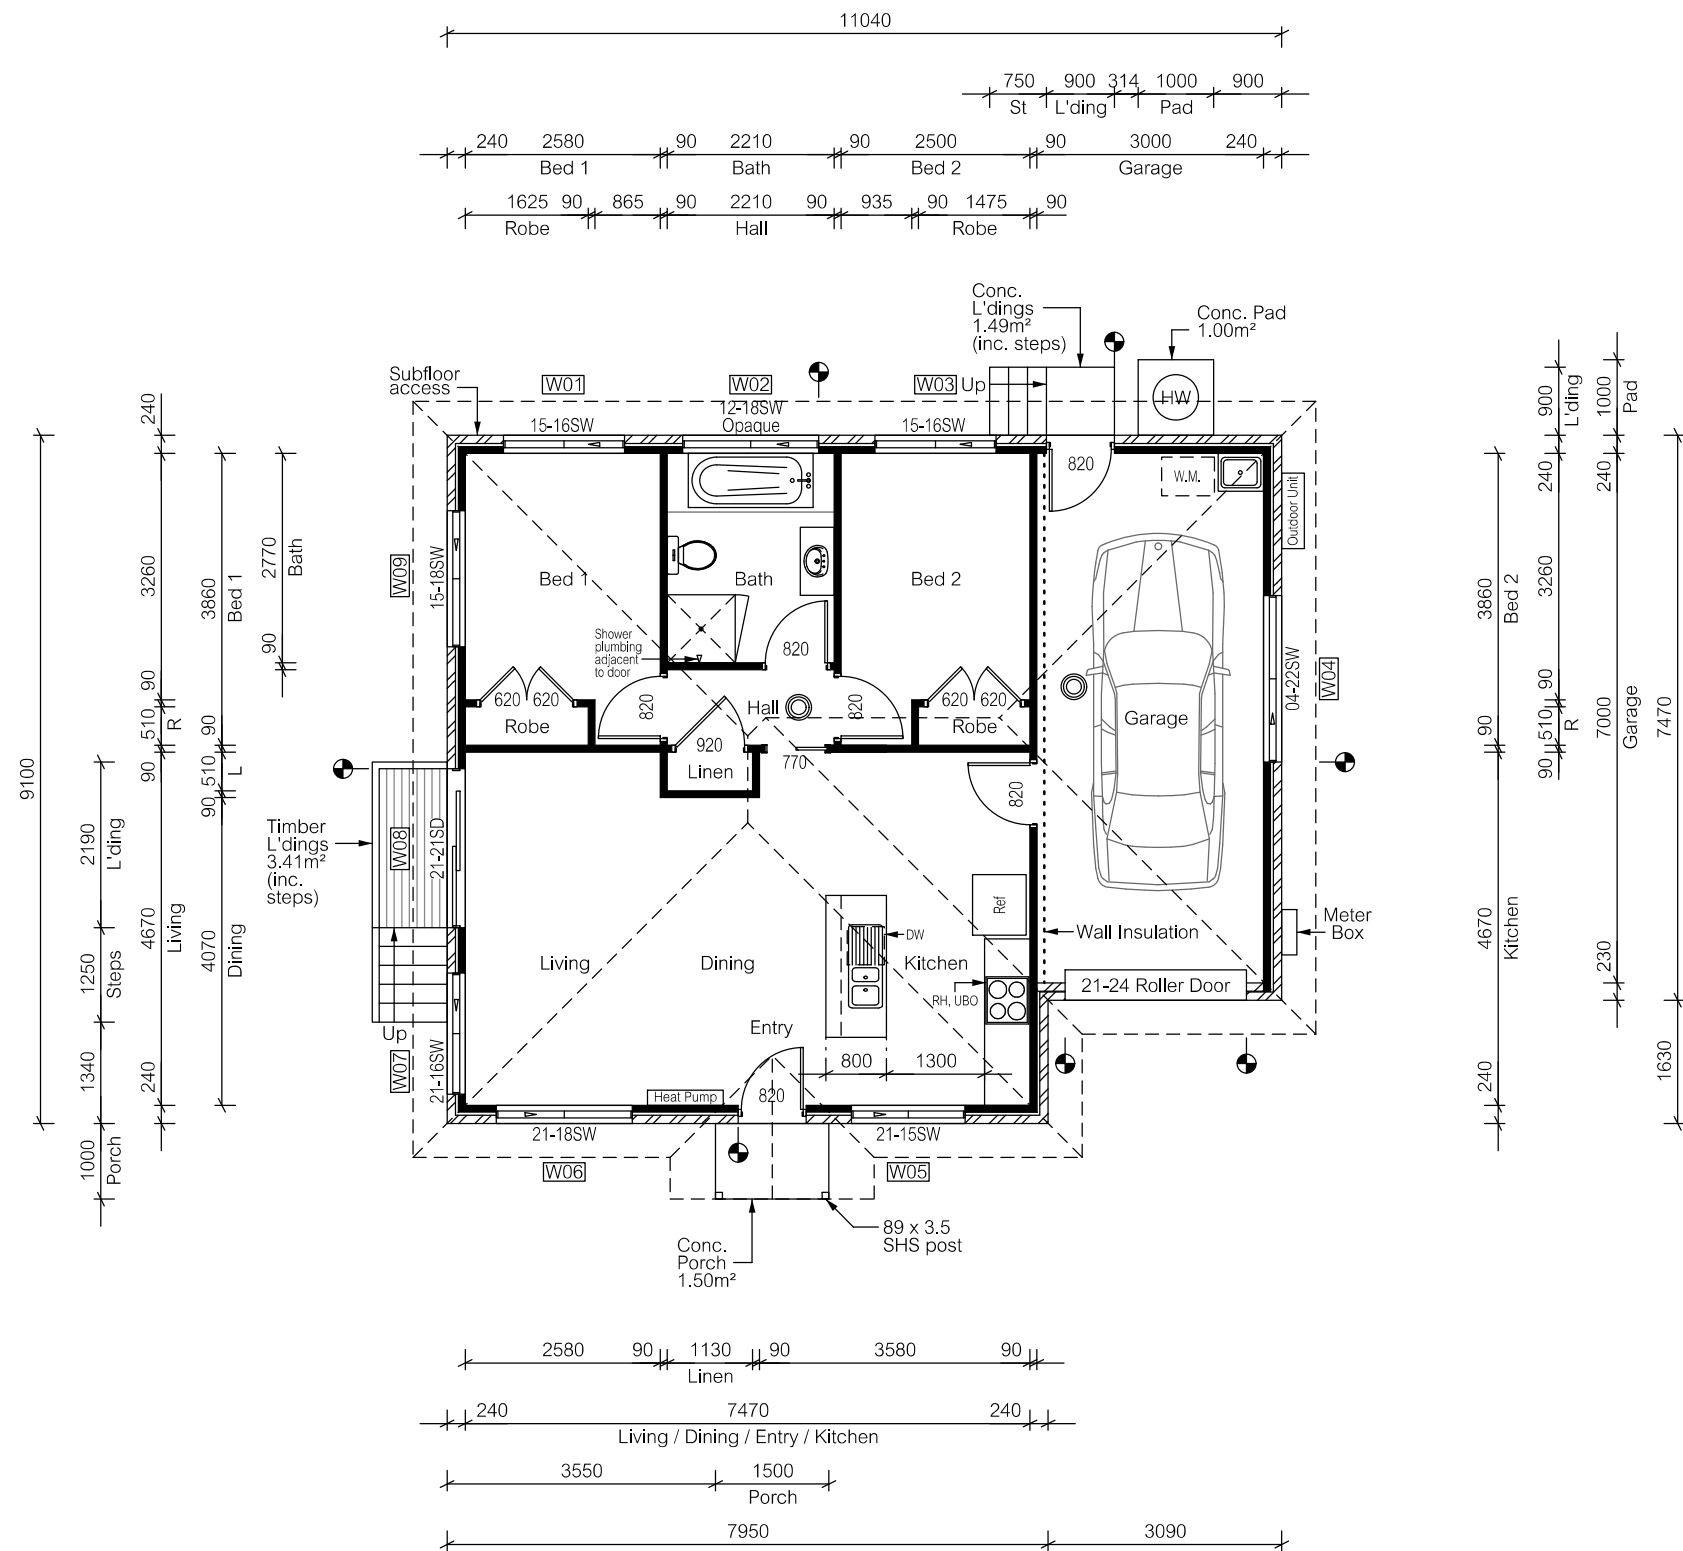 11040
750 900 314 1000 900
St L'ding Pad
240 2580 90 2210 90 2500 90 3000 240
Bed 1 Bath Bed 2 Garage
1625 90 865 90 2210 90 935 90 1475 90
Robe Hall Robe
Conc.
L'dings
1.49m²
(inc. steps)
Conc. Pad
1.00m²
Subfloor
access
W01
W02
W03
Up
HW
15-16SW
12-18SW
Opaque
15-16SW
820
W.M.
Outdoor Unit
Bed 1
Bath
Bed 2
Shower
plumbing
adjacent
to door
820
620 620
Robe
820
Hall
820
620 620
Robe
Garage
920
Linen
770
820
W09
15-18SW
W04
04-22SW
Timber
L'dings
3.41m²
(inc.
steps)
W08
21-21SD
Up
W07
21-16SW
Ref
DW
Wall Insulation
Meter
Box
Living
Dining
Kitchen
RH, UBO
21-24 Roller Door
Entry
800 1300
Heat Pump
820
21-18SW
21-15SW
W06
W05
89 x 3.5
SHS post
Conc.
Porch
1.50m²
9100
2190 1250 1340 1000
L'ding Steps Porch
240 3260 90 510 90 4670 240
R Living
3860 90 510 90 4070
Bed 1 L Dining
2770 90
Bath
3860 90 4670 240
Bed 2 Kitchen
900 240 3260 90 510 90
L'ding R
1000 240 7000 230
Pad Garage
7470 1630
2580 90 1130 90 3580 90
Linen
240 7470 240
Living / Dining / Entry / Kitchen
3550 1500
Porch
7950 3090